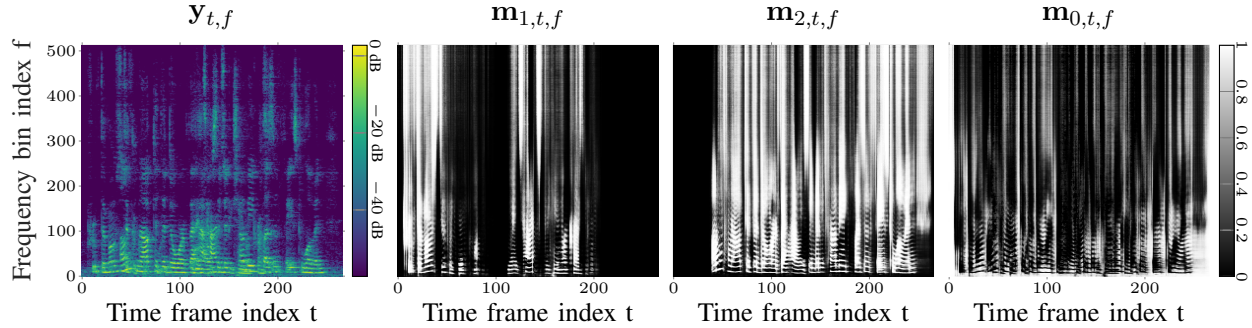 y_{t,f} m_{1,t,f} m_{2,t,f} m_{0,t,f}
Frequency bin index f
500
400
300
200
100
0
0 100 200
0 dB
−20 dB
−40 dB
0 100 200
0 100 200
0 100 200
1
0.8
0.6
0.4
0.2
0
Time frame index t Time frame index t Time frame index t Time frame index t